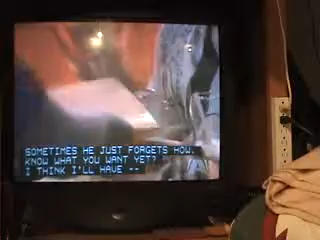 SOMETIMES HE JUST FORGETS HOW.
KNOW WHAT YOU WANT YET?
I THINK I'LL HAVE --